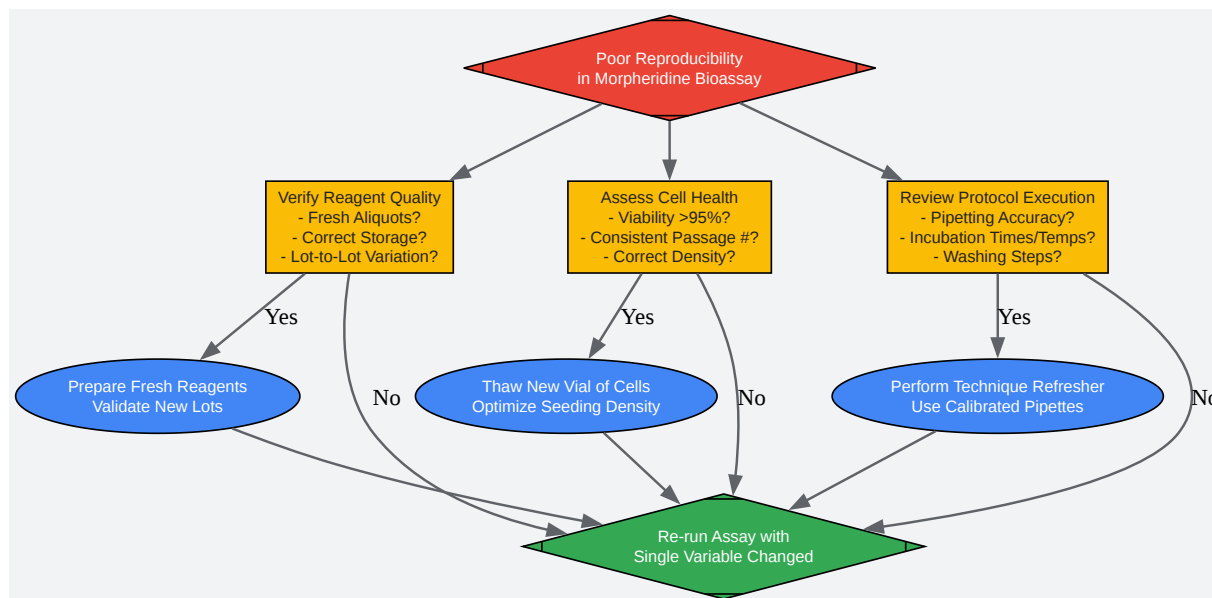 Poor Reproducibility
in Morpheridine Bioassay
Verify Reagent Quality
- Fresh Aliquots?
- Correct Storage?
- Lot-to-Lot Variation?
Assess Cell Health
- Viability >95%?
- Consistent Passage #?
- Correct Density?
Review Protocol Execution
- Pipetting Accuracy?
- Incubation Times/Temps?
- Washing Steps?
Yes
Yes
Yes
Prepare Fresh Reagents
Validate New Lots
No
Thaw New Vial of Cells
Optimize Seeding Density
No
Perform Technique Refresher
Use Calibrated Pipettes
No
Re-run Assay with
Single Variable Changed